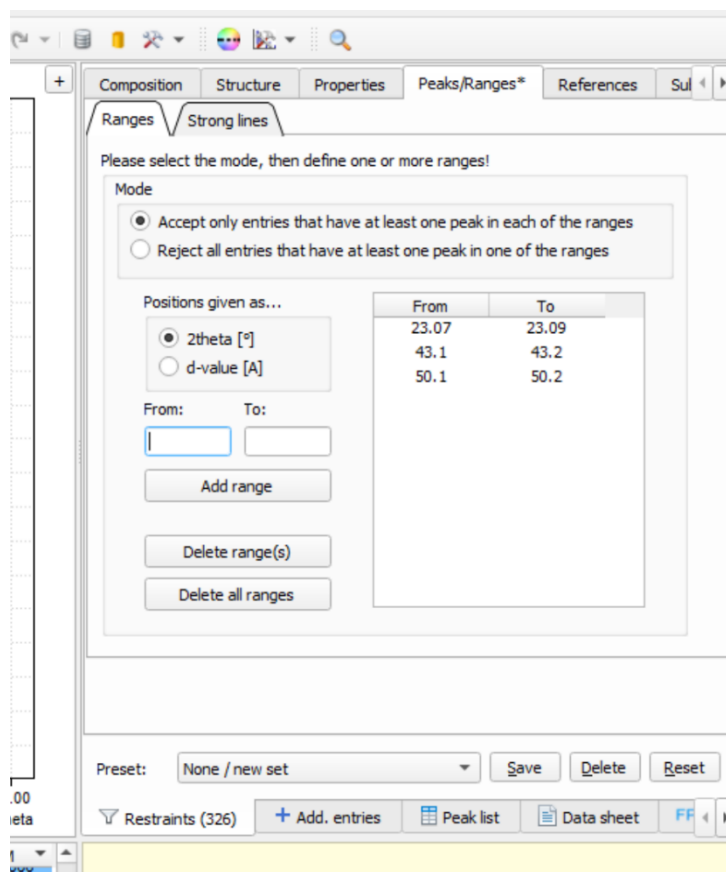 +
Composition Structure Properties Peaks/Ranges* References Sul
Ranges Strong lines
Please select the mode, then define one or more ranges!
Mode
Accept only entries that have at least one peak in each of the ranges
Reject all entries that have at least one peak in one of the ranges
Positions given as...
2theta [°]
d-value [A]
From: To:
Add range
Delete range(s)
Delete all ranges
From To
23.07 23.09
43.1 43.2
50.1 50.2
Preset: None / new set Save Delete Reset
.00
eta
Restraints (326) Add. entries Peak list Data sheet FP